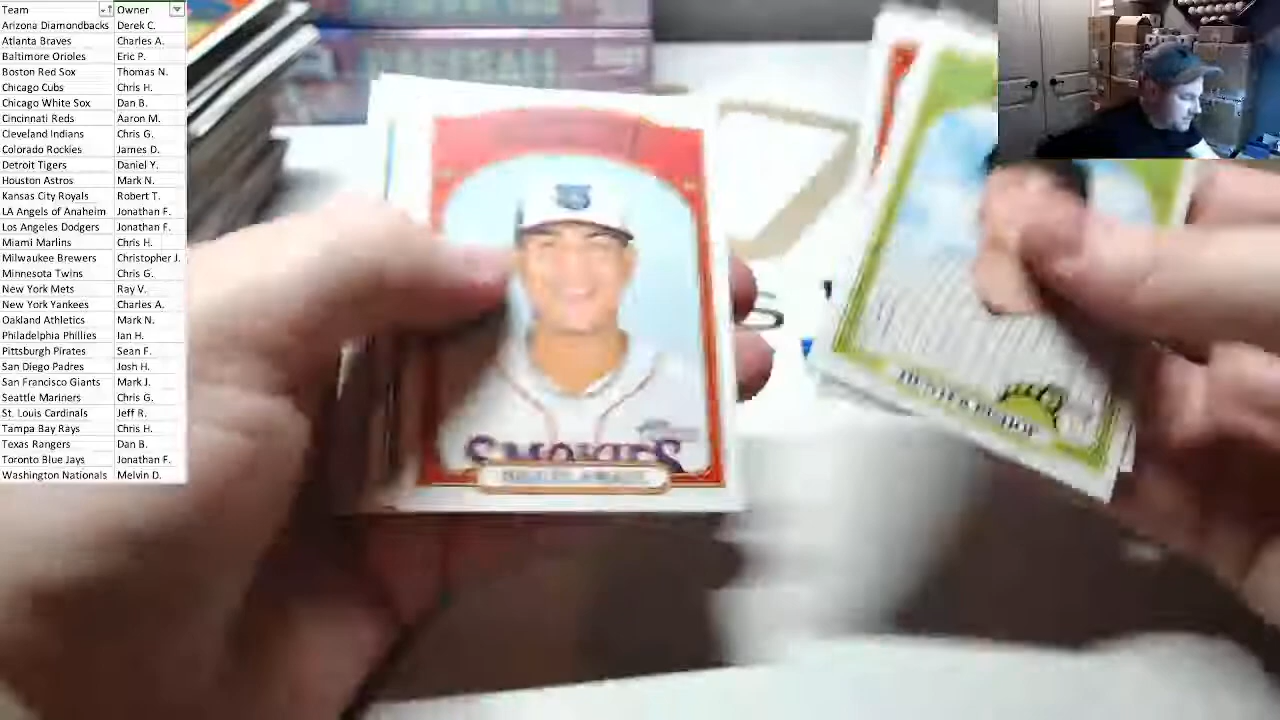 Team Owner
Arizona Diamondbacks Derek C.
Atlanta Braves Charles A.
Baltimore Orioles Eric P.
Boston Red Sox Thomas N.
Chicago Cubs Chris H.
Chicago White Sox Dan B.
Cincinnati Reds Aaron M.
Cleveland Indians Chris G.
Colorado Rockies James D.
Detroit Tigers Daniel Y.
Houston Astros Mark N.
Kansas City Royals Robert T.
LA Angels of Anaheim Jonathan F.
Los Angeles Dodgers Jonathan F.
Miami Marlins Chris H.
Milwaukee Brewers Christopher J.
Minnesota Twins Chris G.
New York Mets Ray V.
New York Yankees Charles A.
Oakland Athletics Mark N.
Philadelphia Phillies Ian H.
Pittsburgh Pirates Sean F.
San Diego Padres Josh H.
San Francisco Giants Mark J.
Seattle Mariners Chris G.
St. Louis Cardinals Jeff R.
Tampa Bay Rays Chris H.
Texas Rangers Dan B.
Toronto Blue Jays Jonathan F.
Washington Nationals Melvin D.
SMOKIES
HUNTER BISHOP